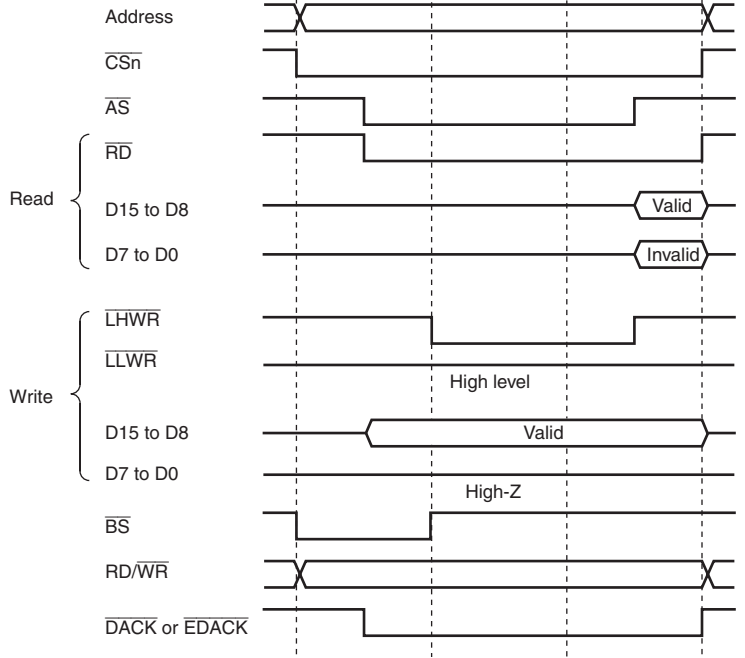 Address
CSn
AS
RD
Read
D15 to D8
Valid
D7 to D0
Invalid
LHWR
LLWR
High level
Write
D15 to D8
Valid
D7 to D0
High-Z
BS
RD/WR
DACK or EDACK